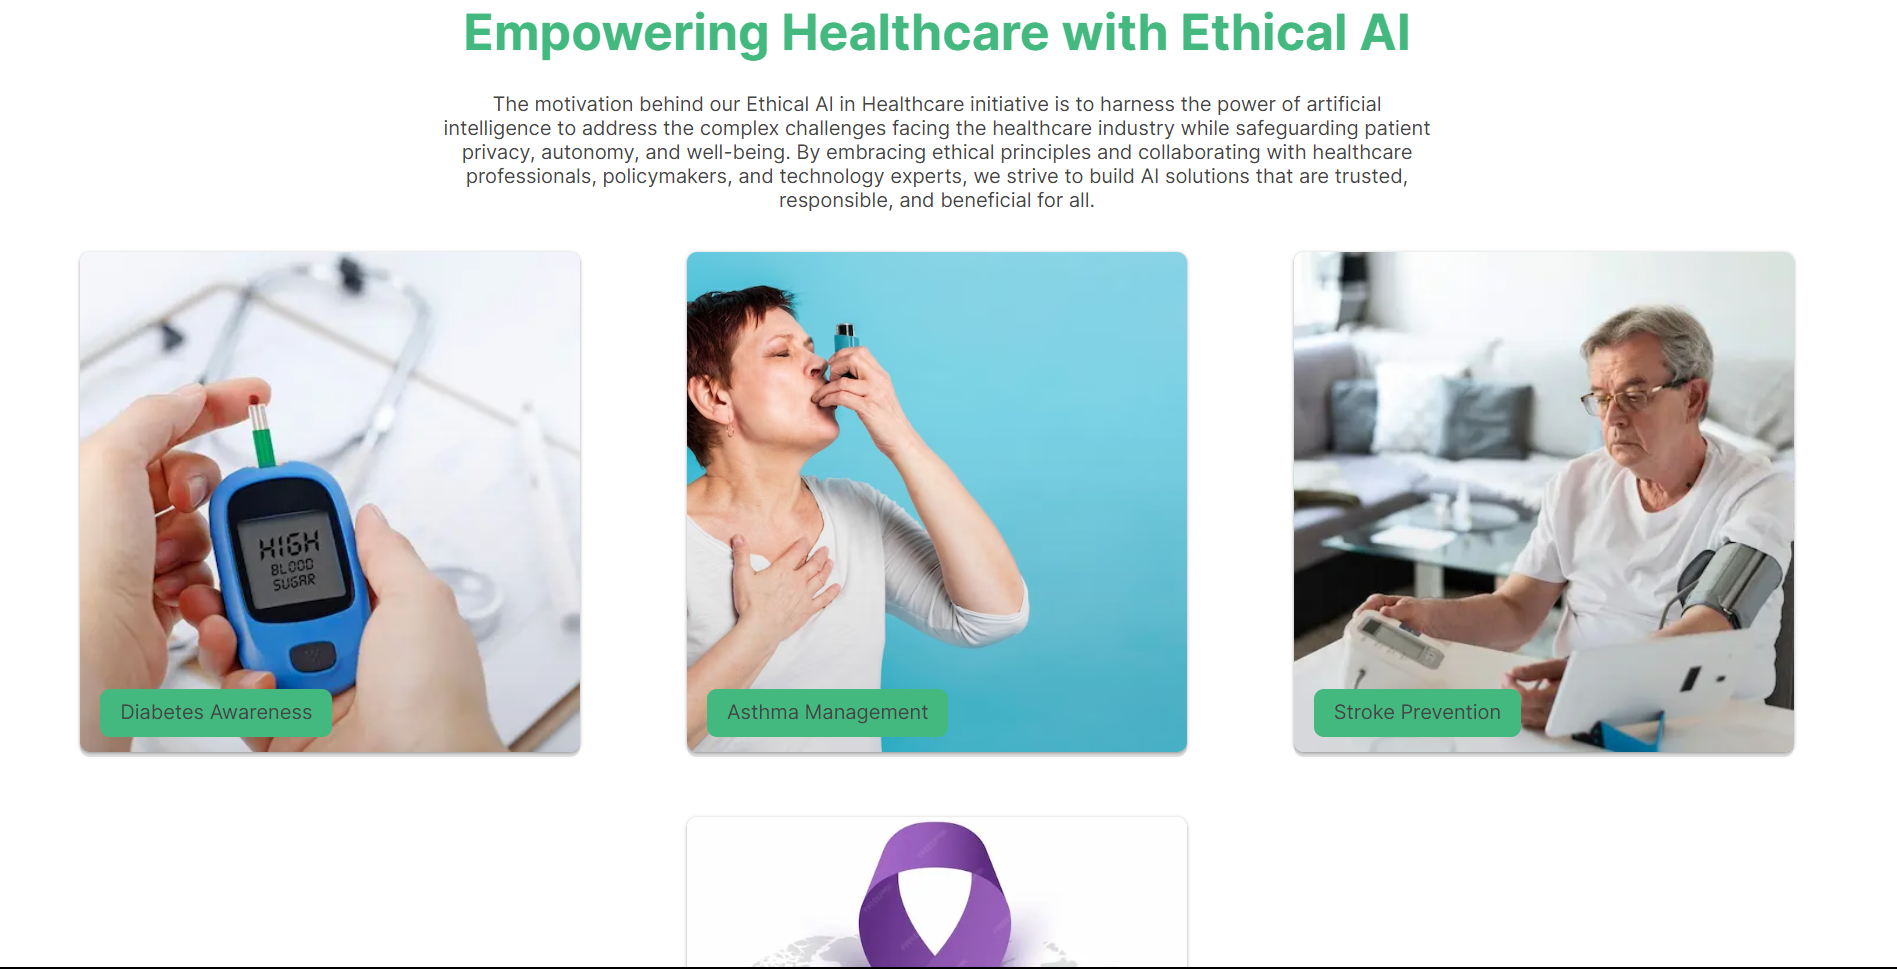 Empowering Healthcare with Ethical AI
The motivation behind our Ethical AI in Healthcare initiative is to harness the power of artificial
intelligence to address the complex challenges facing the healthcare industry while safeguarding patient
privacy, autonomy, and well-being. By embracing ethical principles and collaborating with healthcare
professionals, policymakers, and technology experts, we strive to build AI solutions that are trusted,
responsible, and beneficial for all.
HIGH
BLOOD
SUGAR
Diabetes Awareness
Asthma Management
Stroke Prevention